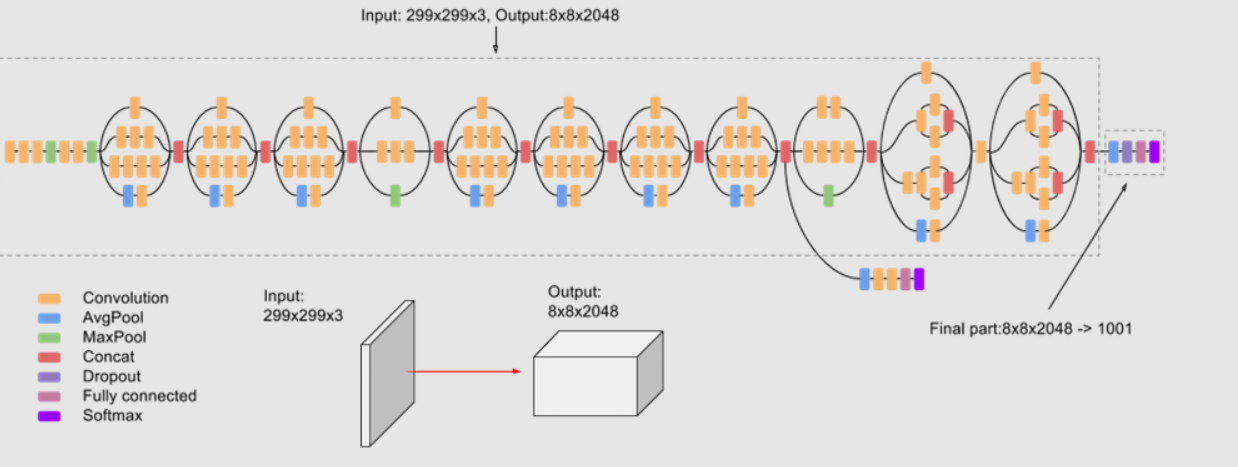 Input: 299x299x3, Output:8x8x2048
Input:
299x299x3
Output:
8x8x2048
Convolution
AvgPool
MaxPool
Concat
Dropout
Fully connected
Softmax
Final part:8x8x2048 -> 1001